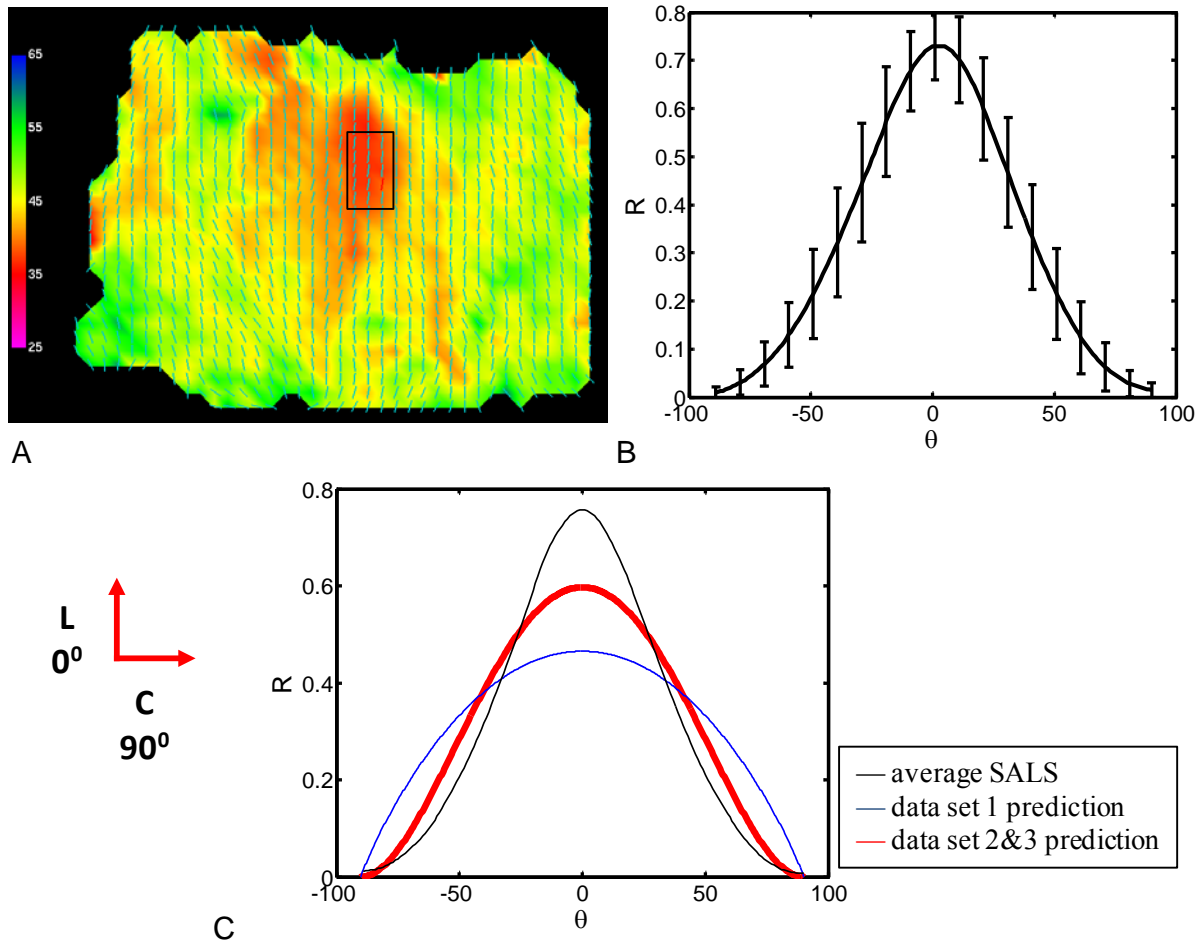 65
55
45
35
25
A
B
0.8
0.7
0.6
0.5
0.4
0.3
0.2
0.1
0
R
-100 -50 0 50 100
θ
L
0⁰
C
90⁰
0.8
0.6
0.4
0.2
0
R
-100 -50 0 50 100
θ
average SALS
data set 1 prediction
data set 2&3 prediction
C